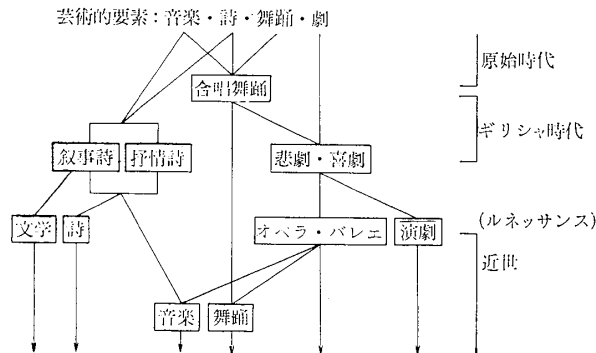 芸術的要素：音楽・詩・舞踊・劇
原始時代
合唱舞踊
ギリシャ時代
叙事詩 抒情詩 悲劇・喜劇
文学 詩 オペラ・バレエ 演劇 (ルネッサンス)
近世
音楽 舞踊